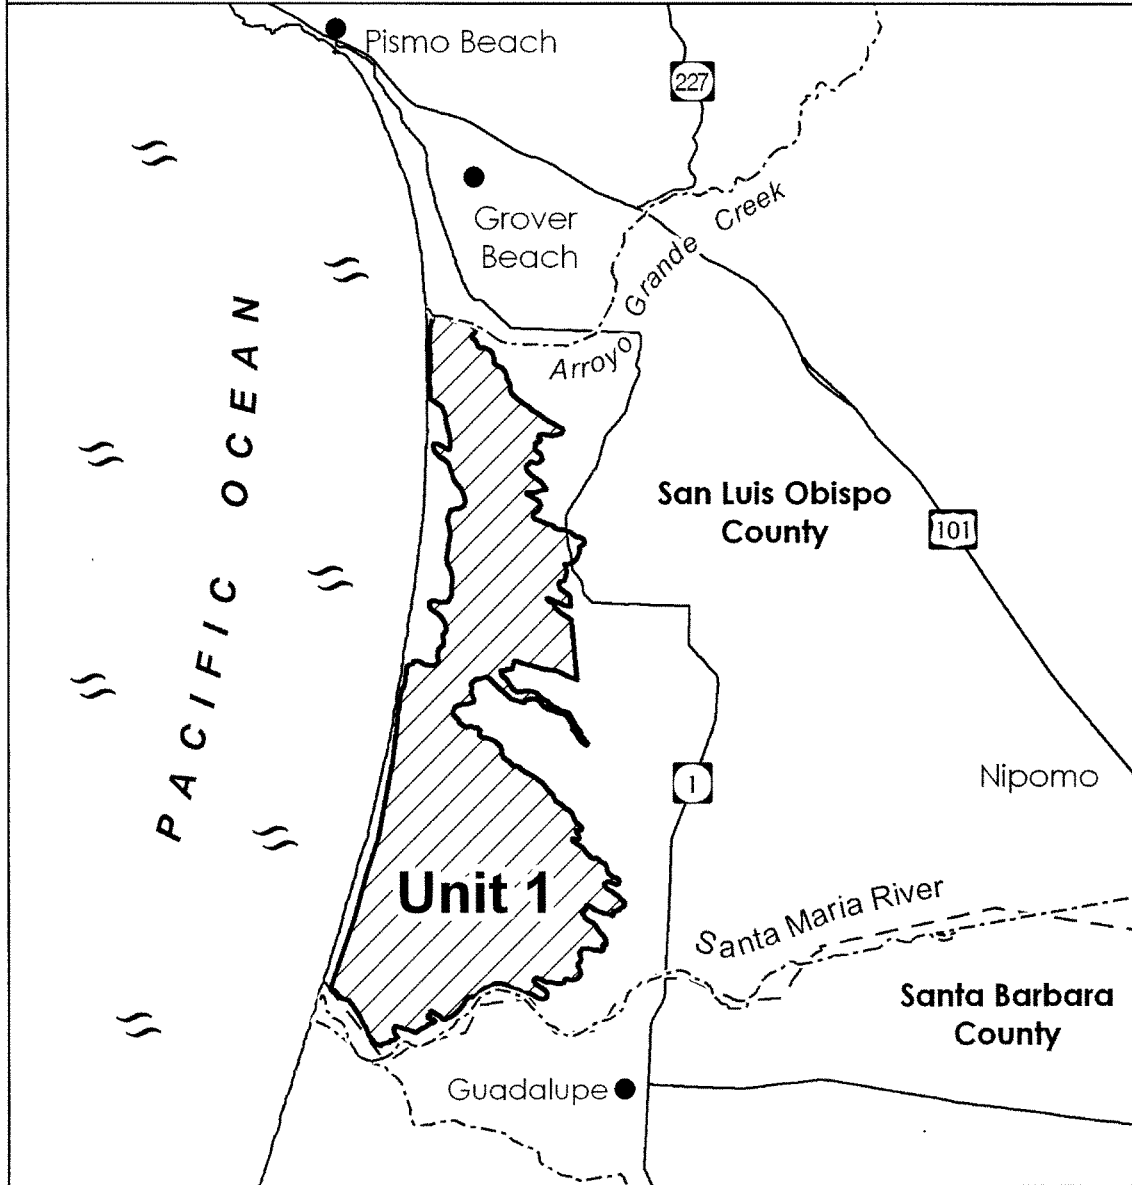 Pismo Beach
227
Grover
Beach
Arroyo Grande Creek
PACIFIC OCEAN
San Luis Obispo
County
101
1
Nipomo
Unit 1
Santa Maria River
Santa Barbara
County
Guadalupe